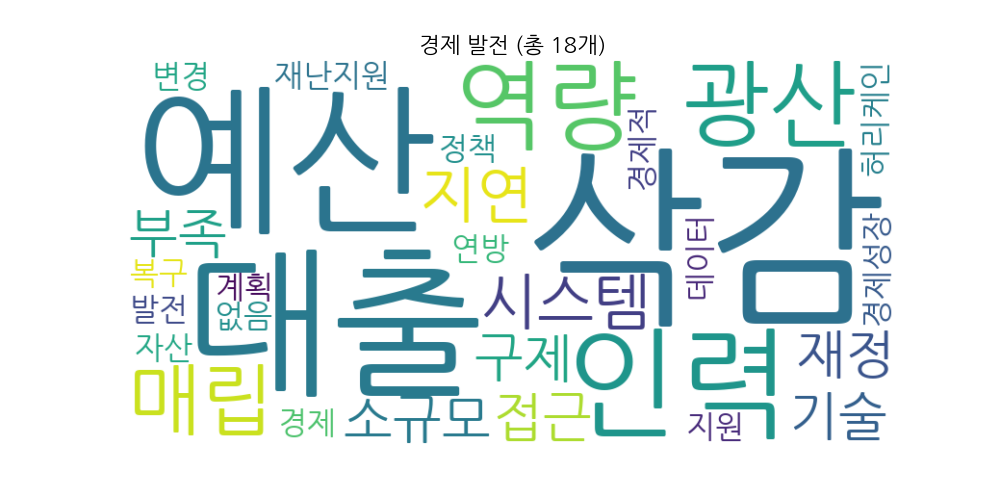 경제 발전 (총 18개)
변경
재난지원
역량
광산
허리케인
예산
정책
경제적
삭감
지연
부족
연방
데이터
경제성장
복구
계획
대출
시스템
발전
없음
자산
구제
인력
재정
매립
경제
소규모
접근
지원
기술